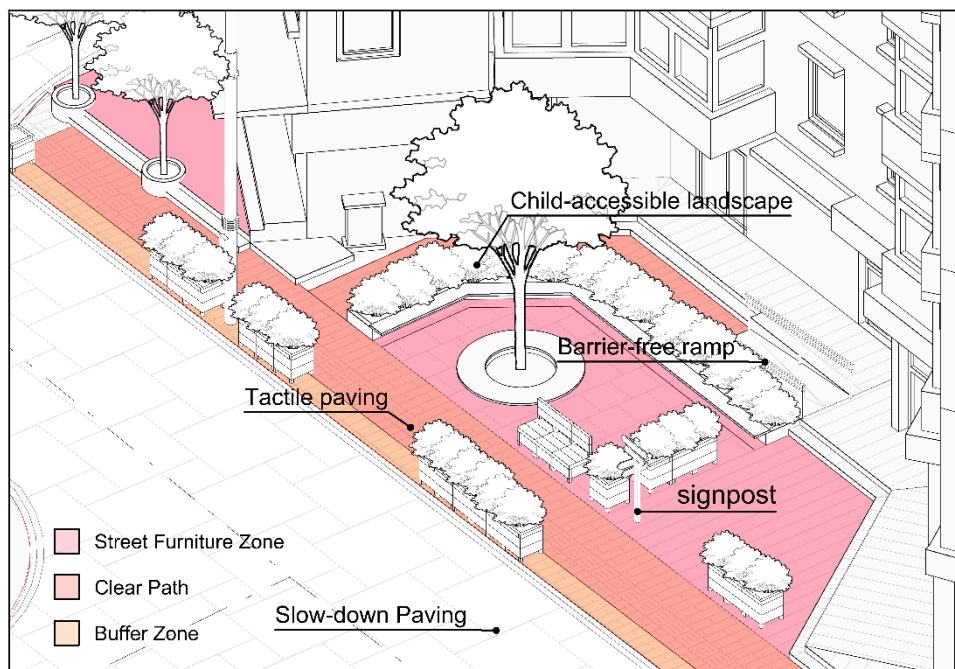 Child-accessible landscape
Barrier-free ramp
Tactile paving
signpost
Street Furniture Zone
Clear Path
Buffer Zone
Slow-down Paving